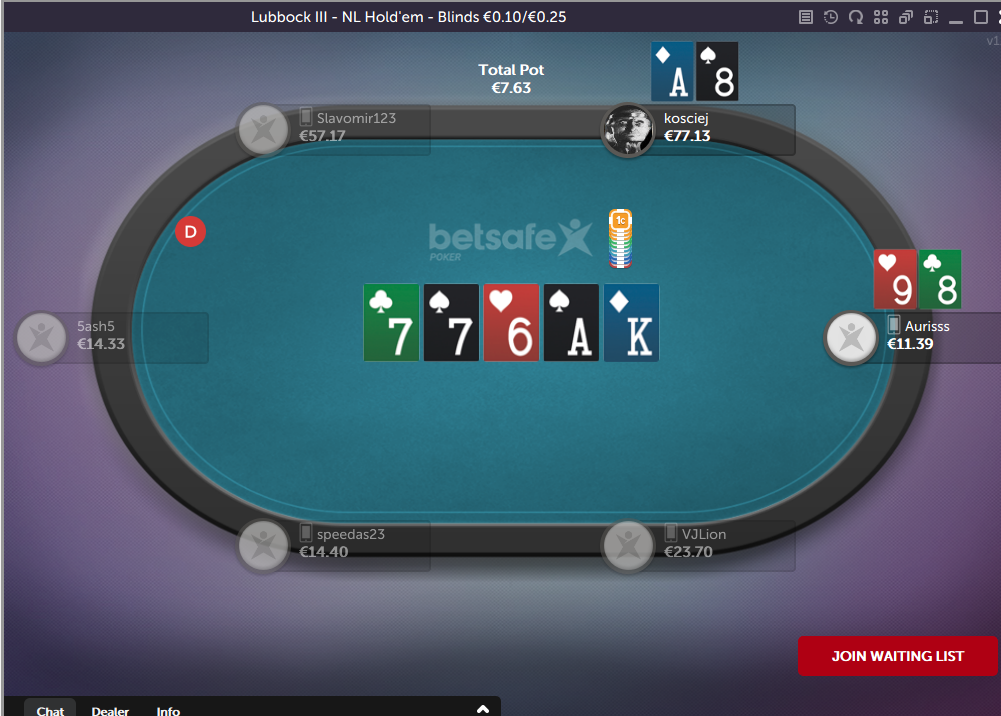 Lubbock III - NL Hold'em - Blinds €0.10/€0.25
Total Pot
€7.63
A 8
Slavomir123
€57.17
kosciej
€77.13
D
betsafe
POKER
1c
9 8
7 7 6 A K
5ash5
€14.33
Aurisss
€11.39
speedas23
€14.40
VJLion
€23.70
JOIN WAITING LIST
Chat Dealer Info